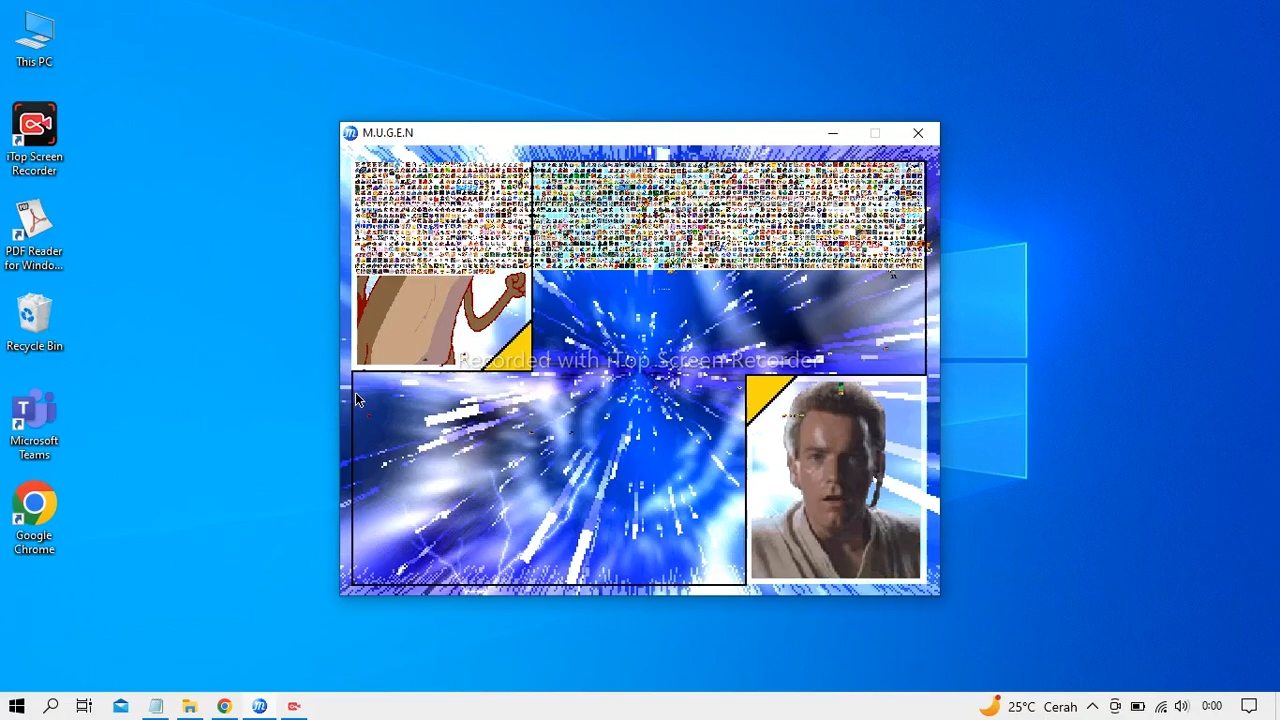 This PC
iTop Screen
Recorder
PDF Reader
for Windo...
Recycle Bin
Microsoft
Teams
Google
Chrome
M.U.G.E.N
Recorded with iTop Screen Recorder
25°C Cerah
0:00